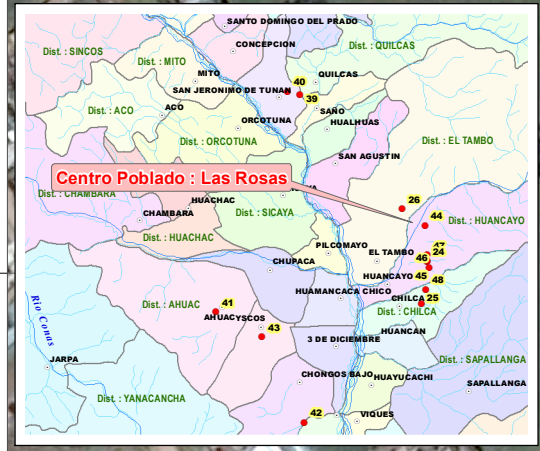 SANTO DOMINGO DEL PRADO
CONCEPCION
Dist. : QUILCAS
Dist. : SINCOS
Dist. : MITO
MITO
QUILCAS
40
SAN JERONIMO DE TUNAN
39
Dist. : ACO
ACO
SAÑO
ORCOTUNA
HUALHUAS
Dist. : ORCOTUNA
Dist. : EL TAMBO
SAN AGUSTIN
Centro Poblado : Las Rosas
Dist. : CHAMBARA
HUACHAC
26
CHAMBARA
Dist. : SICAYA
44
Dist. : HUANCAYO
Dist. : HUACHAC
PILCOMAYO
47
EL TAMBO
24
CHUPACA
46
HUANCAYO
45
48
HUAMANCACA CHICO
CHILCA
25
Dist. : AHUAC
41
Dist. : CHILCA
AHUAC
YSCOS
43
HUANCAN
Rio Conas
3 DE DICIEMBRE
JARPA
Dist. : SAPALLANGA
CHONGOS BAJO
HUAYUCACHI
SAPALLANGA
Dist. : YANACANCHA
42
VIQUES